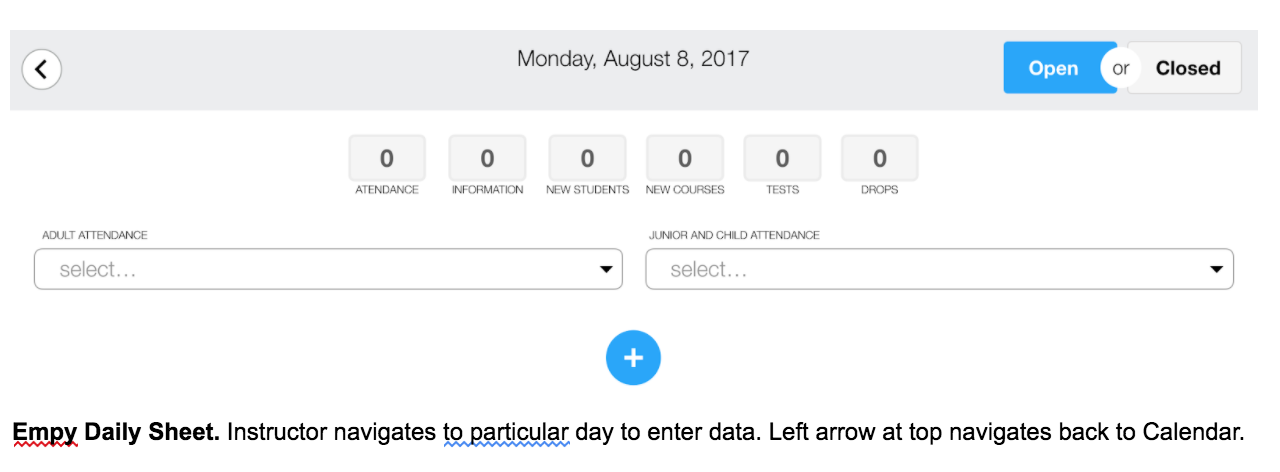 Monday, August 8, 2017
Open or Closed
0 0 0 0 0 0
ATENDANCE INFORMATION NEW STUDENTS NEW COURSES TESTS DROPS
ADULT ATTENDANCE JUNIOR AND CHILD ATTENDANCE
select... select...
+
Empy Daily Sheet. Instructor navigates to particular day to enter data. Left arrow at top navigates back to Calendar.